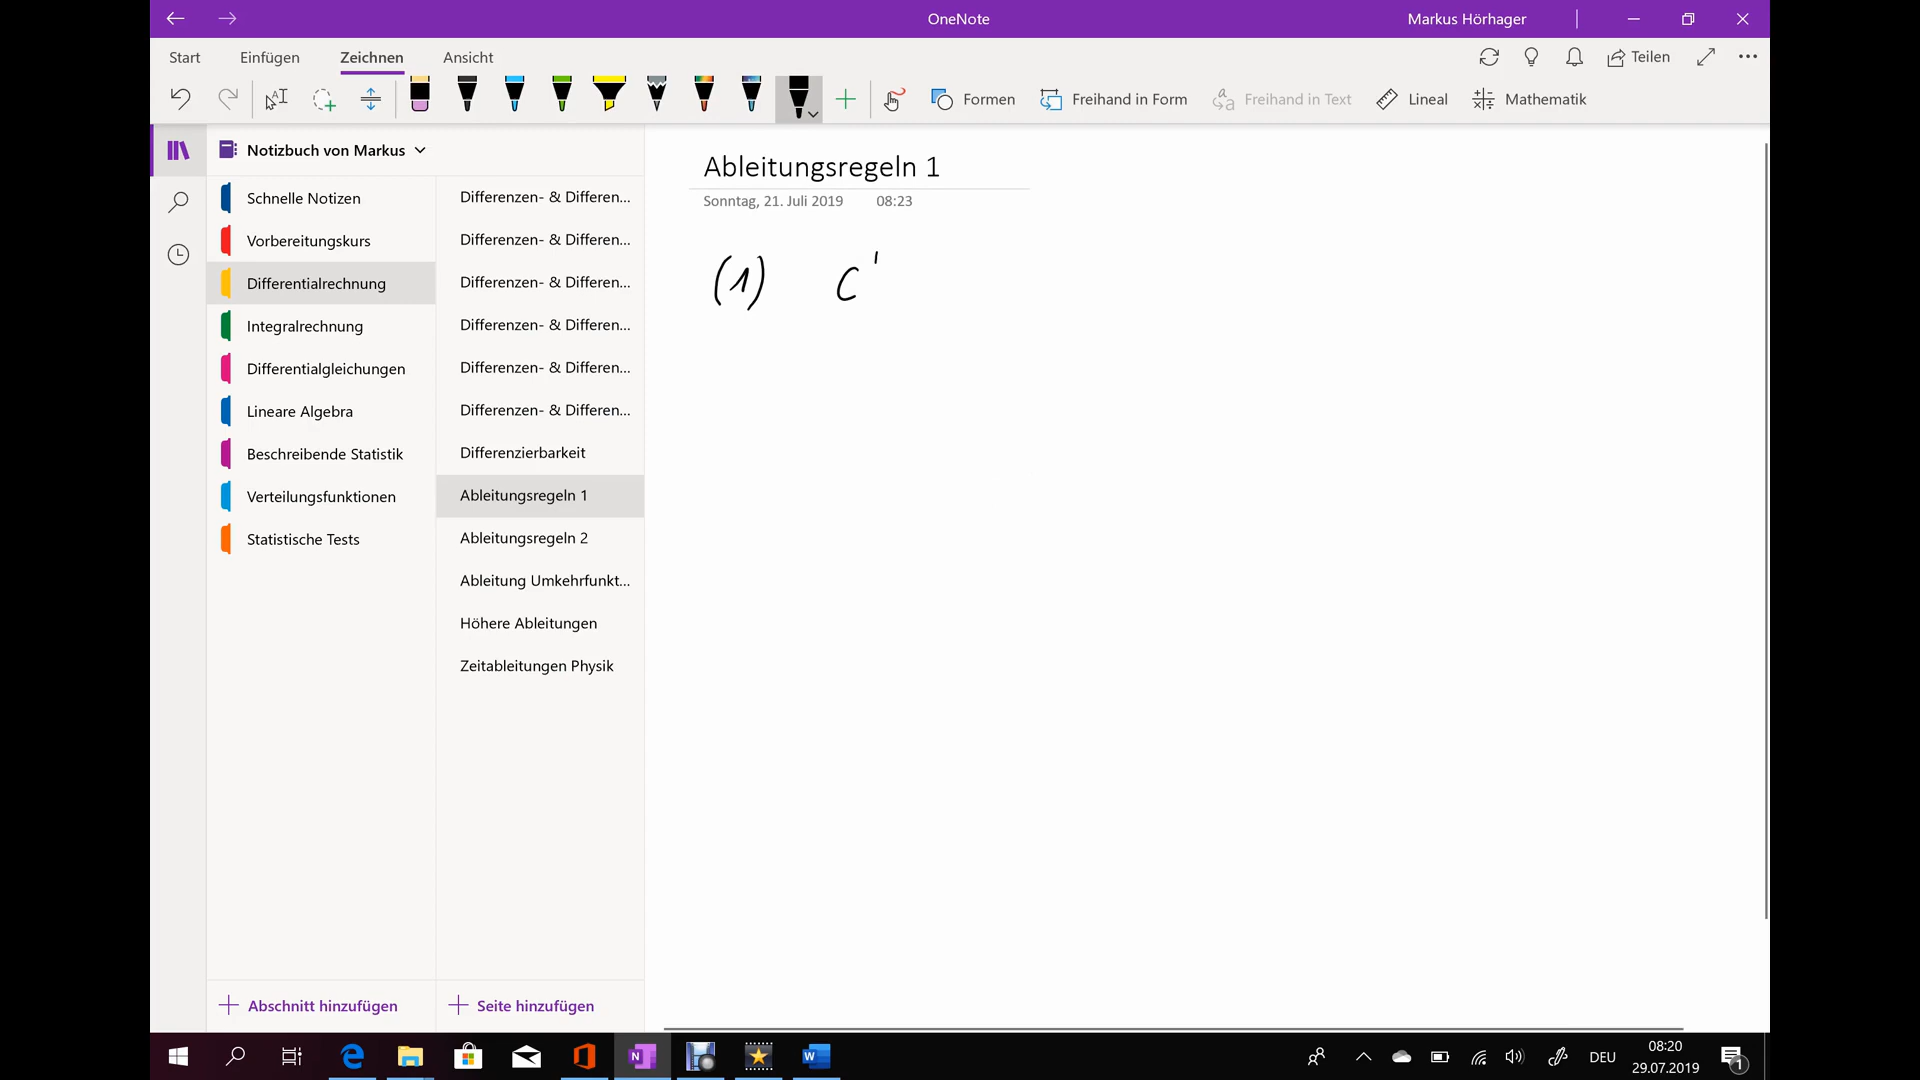 OneNote
Markus Hörhager
Start Einfügen Zeichnen Ansicht
Teilen
Formen Freihand in Form Freihand in Text Lineal Mathematik
Notizbuch von Markus
Schnelle Notizen
Vorbereitungskurs
Differentialrechnung
Integralrechnung
Differentialgleichungen
Lineare Algebra
Beschreibende Statistik
Verteilungsfunktionen
Statistische Tests
Abschnitt hinzufügen
Differenzen- & Differen...
Differenzen- & Differen...
Differenzen- & Differen...
Differenzen- & Differen...
Differenzen- & Differen...
Differenzen- & Differen...
Differenzierbarkeit
Ableitungsregeln 1
Ableitungsregeln 2
Ableitung Umkehrfunkt...
Höhere Ableitungen
Zeitableitungen Physik
Seite hinzufügen
Ableitungsregeln 1
Sonntag, 21. Juli 2019 08:23
(1) c'
DEU
08:20
29.07.2019
1